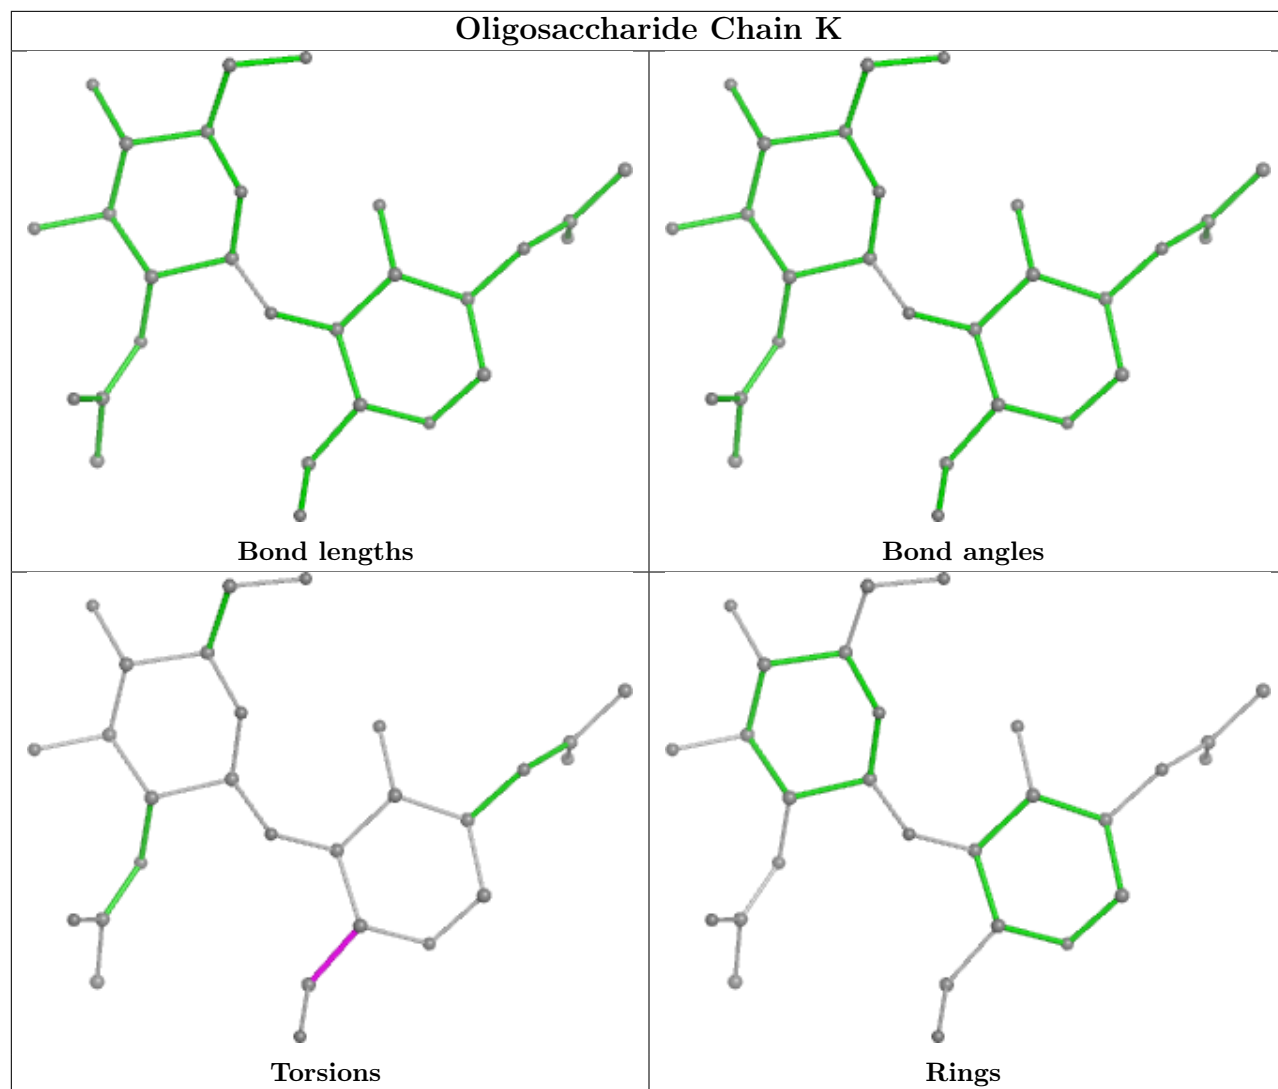 Oligosaccharide Chain K
Bond lengths
Bond angles
Torsions
Rings